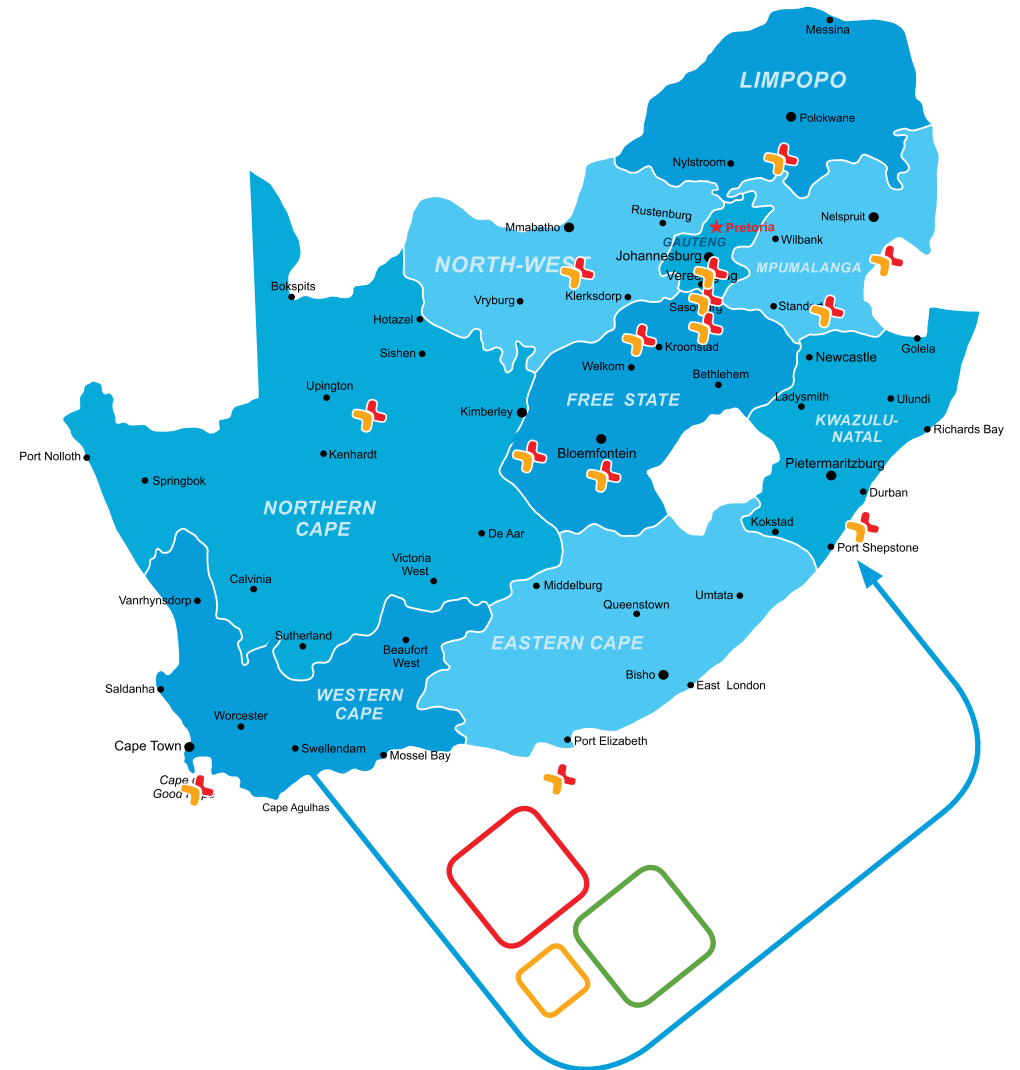 Messina
LIMPOPO
Polokwane
Nylstroom
Rustenburg
Nelspruit
Mmabatho
Pretoria
GAUTENG
Wilbank
Johannesburg
NORTH-WEST
MPUMALANGA
Bokspits
Klerksdorp
Vryburg
Hotazel
Kroonstad
Golela
Sishen
Newcastle
Welkom
Bethlehem
Upington
Ladysmith
Ulundi
FREE STATE
Kimberley
KWAZULU-
NATAL
Richards Bay
Port Nolloth
Kenhardt
Bloemfontein
Pietermaritzburg
Springbok
Durban
NORTHERN
CAPE
Kokstad
De Aar
Port Shepstone
Victoria
West
Calvinia
Middelburg
Vanrhynsdorp
Umtata
Queenstown
Sutherland
EASTERN CAPE
Beaufort
West
Bisho
Saldanha
East London
WESTERN
CAPE
Worcester
Cape Town
Swellendam
Port Elizabeth
Mossel Bay
Cape
Good
Cape Agulhas